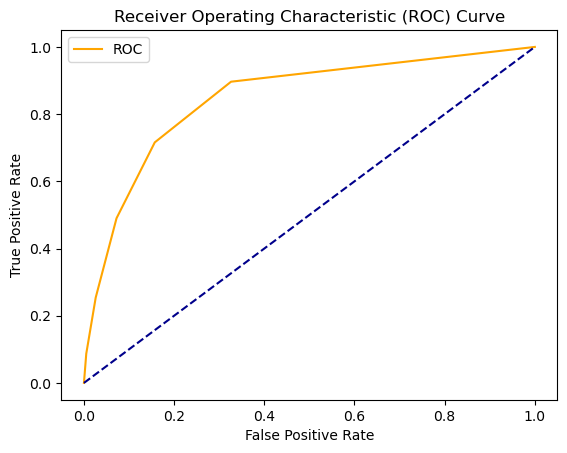 Receiver Operating Characteristic (ROC) Curve
ROC
True Positive Rate
1.0
0.8
0.6
0.4
0.2
0.0
0.0 0.2 0.4 0.6 0.8 1.0
False Positive Rate